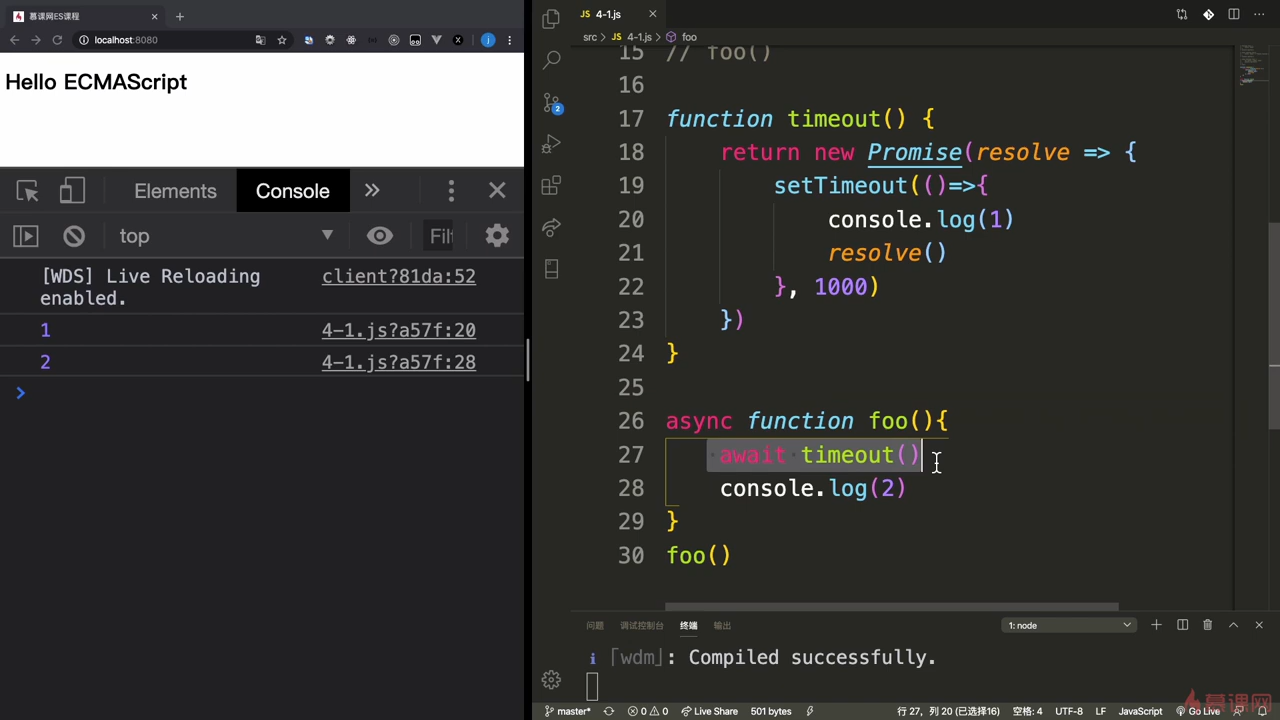 慕课网ES课程
localhost:8080
Hello ECMAScript
Elements
Console
top
Filt
[WDS] Live Reloading
enabled.
client?81da:52
1
4-1.js?a57f:20
2
4-1.js?a57f:28
JS 4-1.js
src › JS 4-1.js › foo
15 // foo()
16
17 function timeout() {
18 return new Promise(resolve => {
19 setTimeout(()=>{
20 console.log(1)
21 resolve()
22 }, 1000)
23 })
24 }
25
26 async function foo(){
27 await timeout()
28 console.log(2)
29 }
30 foo()
问题 调试控制台 终端 输出
1: node
ℹ ｢wdm｣: Compiled successfully.
master*
0 0
Live Share
501 bytes
行 27，列 20 (已选择16)
空格: 4
UTF-8
LF
JavaScript
Go Live
慕课网